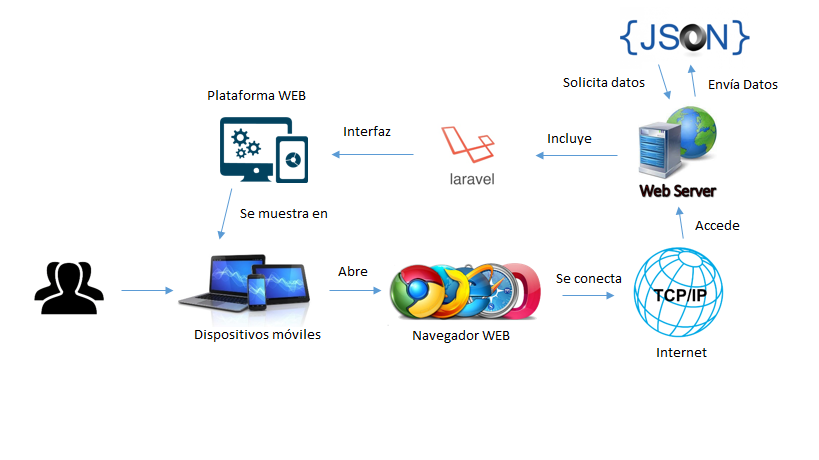 {JSON}
Solicita datos
Envía Datos
Plataforma WEB
Interfaz
Incluye
laravel
Web Server
Se muestra en
Accede
Abre
Se conecta
TCP/IP
Dispositivos móviles
Navegador WEB
Internet